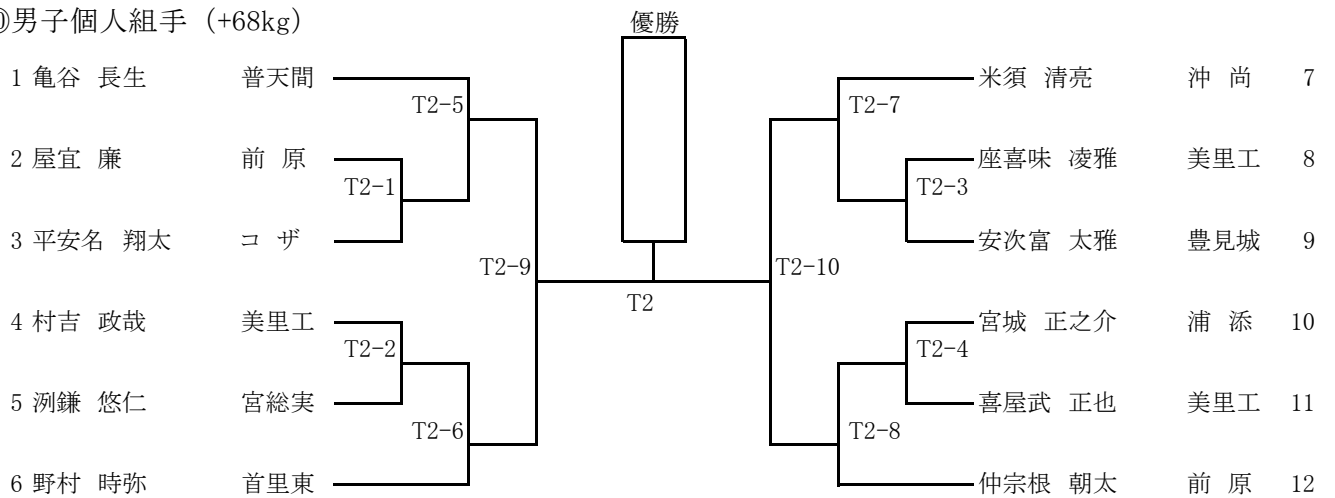 男子個人組手 (+68kg)
優勝
1 亀谷 長生 普天間
T2-5
2 屋宜 廉 前 原
T2-1
3 平安名 翔太 コ ザ
T2-9
4 村吉 政哉 美里工
T2-2
5 洌鎌 悠仁 宮総実
T2-6
6 野村 時弥 首里東
T2
米須 清亮 沖 尚 7
T2-7
座喜味 凌雅 美里工 8
T2-3
安次富 太雅 豊見城 9
T2-10
宮城 正之介 浦 添 10
T2-4
喜屋武 正也 美里工 11
T2-8
仲宗根 朝太 前 原 12